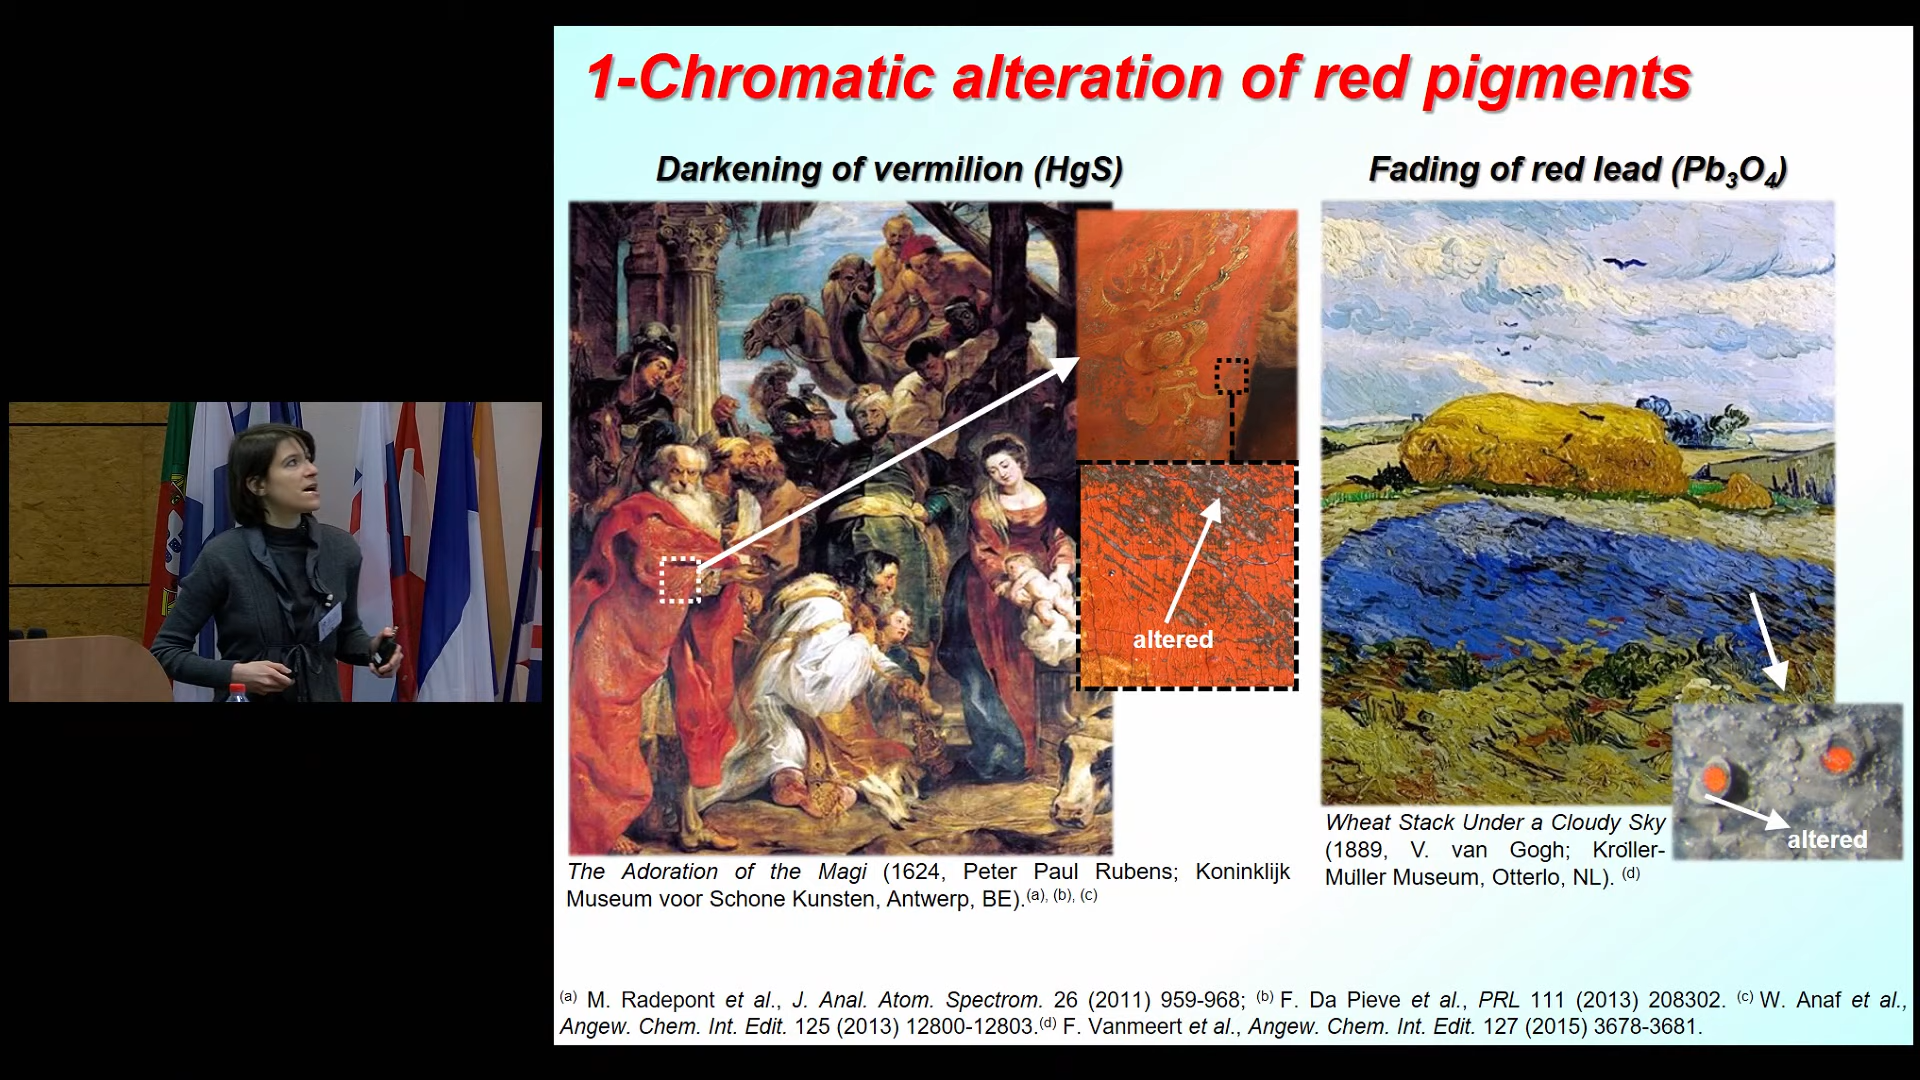 1-Chromatic alteration of red pigments
Darkening of vermilion (HgS)
Fading of red lead (Pb3O4)
altered
altered
The Adoration of the Magi (1624, Peter Paul Rubens; Koninklijk
Museum voor Schone Kunsten, Antwerp, BE).(a), (b), (c)
Wheat Stack Under a Cloudy Sky
(1889, V. van Gogh; Kroller-
Muller Museum, Otterlo, NL). (d)
(a) M. Radepont et al., J. Anal. Atom. Spectrom. 26 (2011) 959-968; (b) F. Da Pieve et al., PRL 111 (2013) 208302. (c) W. Anaf et al.,
Angew. Chem. Int. Edit. 125 (2013) 12800-12803.(d) F. Vanmeert et al., Angew. Chem. Int. Edit. 127 (2015) 3678-3681.